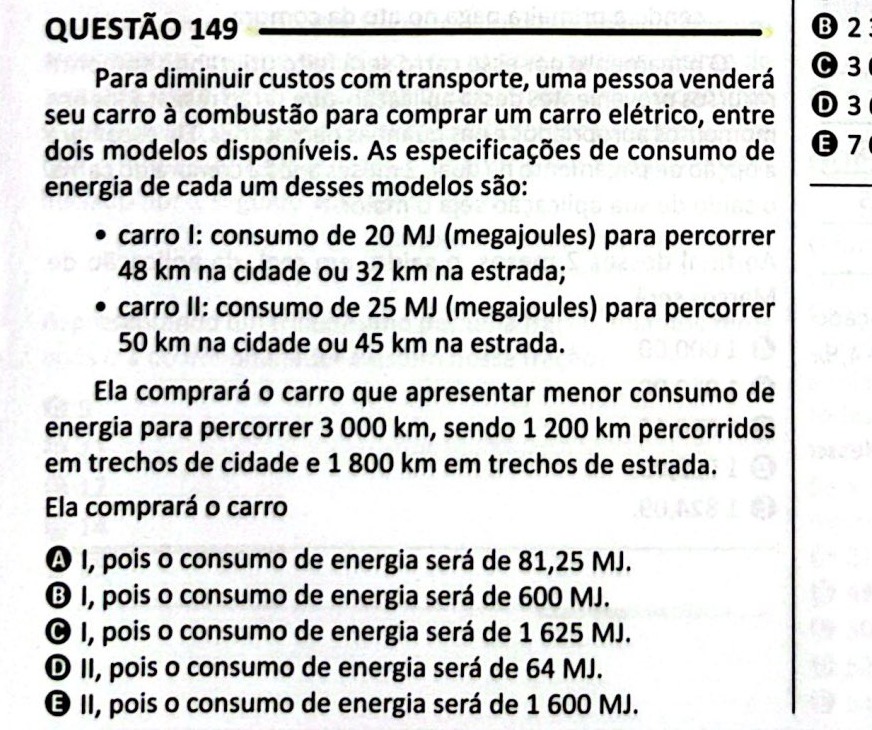 QUESTÃO 149
Para diminuir custos com transporte, uma pessoa venderá
seu carro à combustão para comprar um carro elétrico, entre
dois modelos disponíveis. As especificações de consumo de
energia de cada um desses modelos são:
• carro I: consumo de 20 MJ (megajoules) para percorrer
48 km na cidade ou 32 km na estrada;
• carro II: consumo de 25 MJ (megajoules) para percorrer
50 km na cidade ou 45 km na estrada.
Ela comprará o carro que apresentar menor consumo de
energia para percorrer 3 000 km, sendo 1 200 km percorridos
em trechos de cidade e 1 800 km em trechos de estrada.
Ela comprará o carro
A I, pois o consumo de energia será de 81,25 MJ.
B I, pois o consumo de energia será de 600 MJ.
C I, pois o consumo de energia será de 1 625 MJ.
D II, pois o consumo de energia será de 64 MJ.
E II, pois o consumo de energia será de 1 600 MJ.
B 2
C 3
D 3
E 7